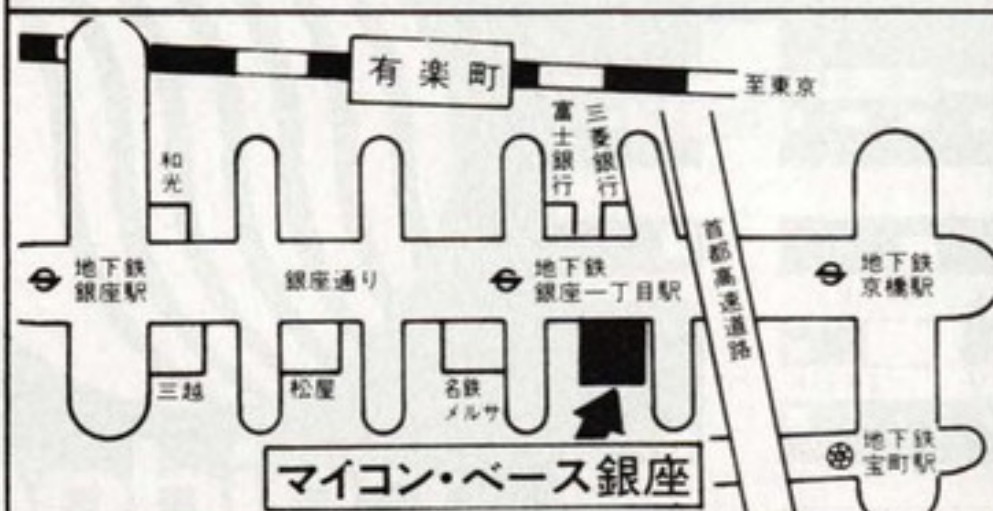 有楽町
至東京
和光
富士銀行
三菱銀行
地下鉄
銀座駅
銀座通り
地下鉄
銀座一丁目駅
首都高速道路
地下鉄
京橋駅
三越
松屋
名鉄
メルサ
地下鉄
宝町駅
マイコン・ベース銀座